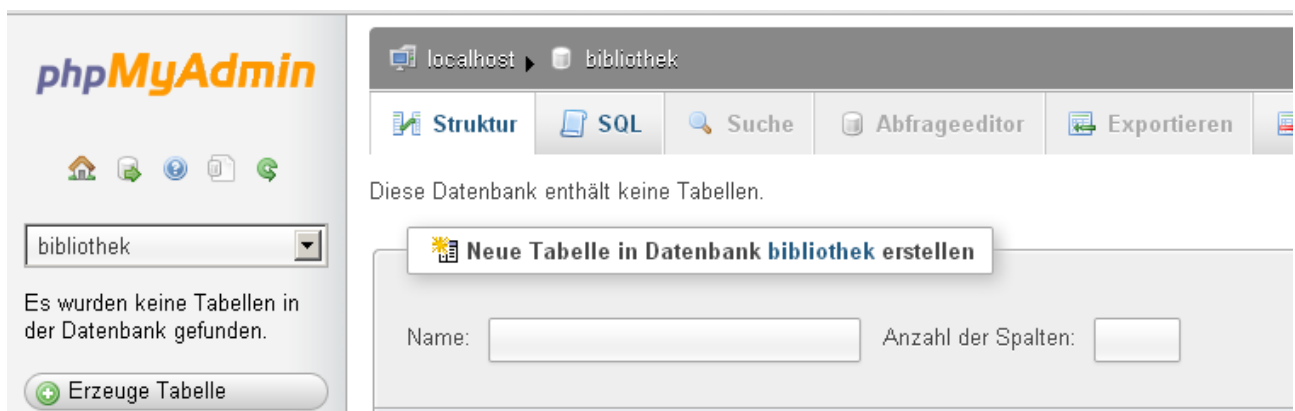 phpMyAdmin
bibliothek
Es wurden keine Tabellen in
der Datenbank gefunden.
Erzeuge Tabelle
localhost ▸ bibliothek
Struktur SQL Suche Abfrageeditor Exportieren
Diese Datenbank enthält keine Tabellen.
Neue Tabelle in Datenbank bibliothek erstellen
Name: Anzahl der Spalten: